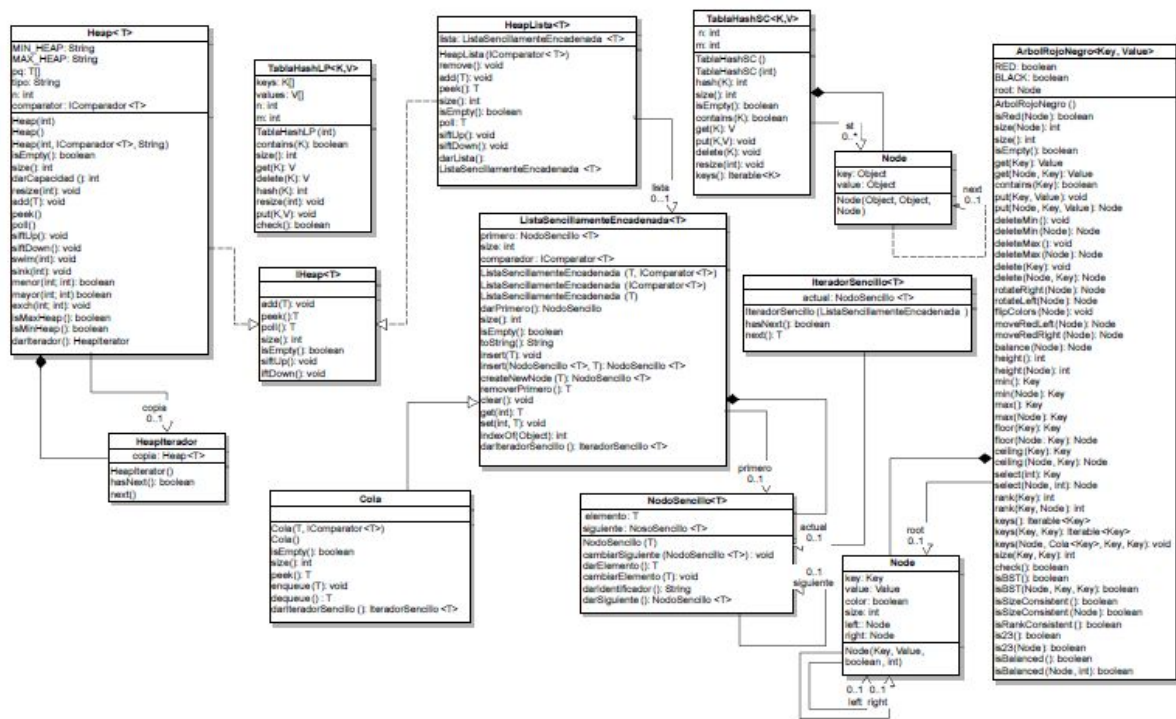 Heap< T>
MIN_HEAP: String
MAX_HEAP: String
pq: T[]
tipo: String
n: int
comparator: IComparador <T>
Heap(int)
Heap()
Heap(int, IComparator <T>, String)
isEmpty(): boolean
size(): int
darCapacidad (): int
resize(int): void
add(T): void
peek()
poll()
siftUp(): void
siftDown(): void
swim(int): void
sink(int): void
menor(int; int): boolean
mayor(int; int) boolean
exch(int; int): void
isMaxHeap(): boolean
isMinHeap(): boolean
darIterador(): HeapIterator
copia
0..1
HeapIterador
copia: Heap<T>
HeapIterator()
hasNext(): boolean
next()
TablaHashLP<K,V>
keys: K[]
values: V[]
n: int
m: int
TablaHashLP (int)
contains(K): boolean
size(): int
get(K): V
delete(K): V
hash(K): int
resize(int): void
put(K,V): void
check(): boolean
IHeap<T>
add(T): void
peek():T
poll(): T
size(): int
isEmpty(): boolean
siftUp(): void
iftDown(): void
HeapLista<T>
lista: ListaSencillamenteEncadenada <T>
HeapLista (IComparator< T>)
remove(): void
add(T): void
peek(): T
size(): int
isEmpty(): boolean
poll: T
siftUp(): void
siftDown(): void
darLista():
ListaSencillamenteEncadenada <T>
lista
0..1
ListaSencillamenteEncadenada<T>
primero: NodoSencillo <T>
size: int
comparador: IComparator<T>
ListaSencillamenteEncadenada (T, IComparator<T>)
ListaSencillamenteEncadenada (IComparator<T>)
ListaSencillamenteEncadenada (T)
darPrimero(): NodoSencillo
size(): int
isEmpty(): boolean
toString(): String
insert(T): void
insert(NodoSencillo <T>, T): NodoSencillo <T>
createNewNode (T): NodoSencillo <T>
removerPrimero(): T
clear(): void
get(int): T
set(int, T): void
indexOf(Object): int
darIteradorSencillo (): IteradorSencillo <T>
primero
0..1
Cola
Cola(T, IComparator<T>)
Cola()
isEmpty(): boolean
size(): int
peek(): T
enqueue(T): void
dequeue() : T
darIteradorSencillo (): IteradorSencillo <T>
NodoSencillo<T>
elemento: T
siguiente: NosoSencillo <T>
NodoSencillo (T)
cambiarSiguiente (NodoSencillo <T>) : void
darElemento(): T
cambiarElemento (T): void
darIdentificador(): String
darSiguiente (): NodoSencillo <T>
actual
0..1
0..1
siguiente
TablaHashSC<K,V>
n: int
m: int
TablaHashSC ()
TablaHashSC (int)
hash(K): int
size(): int
isEmpty(): boolean
contains(K): boolean
get(K): V
put(K,V): void
delete(K): void
resize(int): void
keys(): Iterable<K>
st
0..*
Node
key: Object
value: Object
Node(Object, Object,
Node)
next
0..1
IteradorSencillo<T>
actual: NodoSencillo <T>
IteradorSencillo (ListaSencillamenteEncadenada )
hasNext(): boolean
next(): T
ArbolRojoNegro<Key, Value>
RED: boolean
BLACK: boolean
root: Node
ArbolRojoNegro ()
isRed(Node): boolean
size(Node): int
size(): int
isEmpty(): boolean
get(Key): Value
get(Node, Key): Value
contains(Key): boolean
put(Key, Value): void
put(Node, Key, Value): Node
deleteMin(): void
deleteMin(Node): Node
deleteMax(): void
deleteMax(Node): Node
delete(Key): void
delete(Node, Key): Node
rotateRight(Node): Node
rotateLeft(Node): Node
flipColors(Node): void
moveRedLeft(Node): Node
moveRedRight(Node): Node
balance(Node): Node
height(): int
height(Node): int
min(): Key
min(Node): Key
max(): Key
max(Node): Key
floor(Key): Key
floor(Node: Key): Node
ceiling(Key): Key
ceiling(Node, Key): Node
select(int): Key
select(Node, int): Node
rank(Key): int
rank(Key, Node): int
keys(): Iterable<Key>
keys(Key, Key): Iterable<Key>
keys(Node, Cola<Key>, Key, Key): void
size(Key, Key): int
check(): boolean
isBST(): boolean
isBST(Node, Key, Key): boolean
isSizeConsistent (): boolean
isSizeConsistent(Node): boolean
isRankConsistent(): boolean
is23(): boolean
is23(Node): boolean
isBalanced (): boolean
isBalanced(Node, int): boolean
root
0..1
Node
key: Key
value: Value
color: boolean
size: int
left: Node
right: Node
Node(Key, Value,
boolean, int)
0..1 0..1
left right